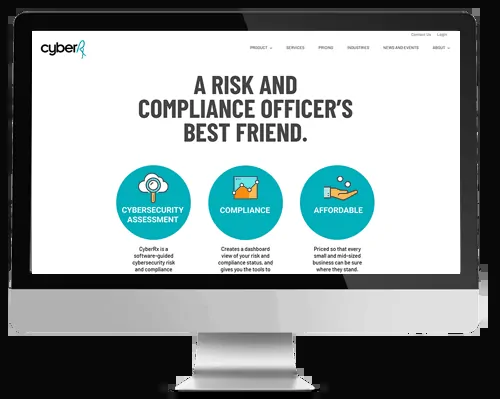 Contact Us Login
cyberRx
PRODUCT SERVICES PRICING INDUSTRIES NEWS AND EVENTS ABOUT
A RISK AND
COMPLIANCE OFFICER'S
BEST FRIEND.
CYBERSECURITY
ASSESSMENT
COMPLIANCE
AFFORDABLE
CyberRx is a
software-guided
cybersecurity risk
and compliance
Creates a dashboard
view of your risk and
compliance status, and
gives you the tools to
Priced so that every
small and mid-sized
business can be sure
where they stand.